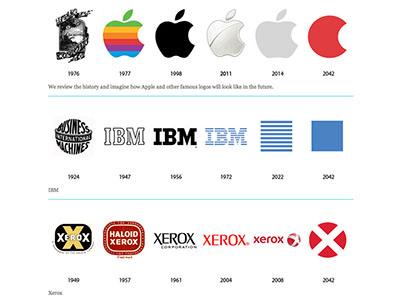 1976 1977 1998 2011 2014 2042
We review the history and imagine how Apple and other famous logos will look like in the future.
BUSINESS
INTERNATIONAL
MACHINES
IBM IBM IBM
1924 1947 1956 1972 2022 2042
IBM
XEROX HALOID XEROX XEROX XEROX. xerox
CORPORATION
1949 1957 1961 2004 2008 2042
Xerox